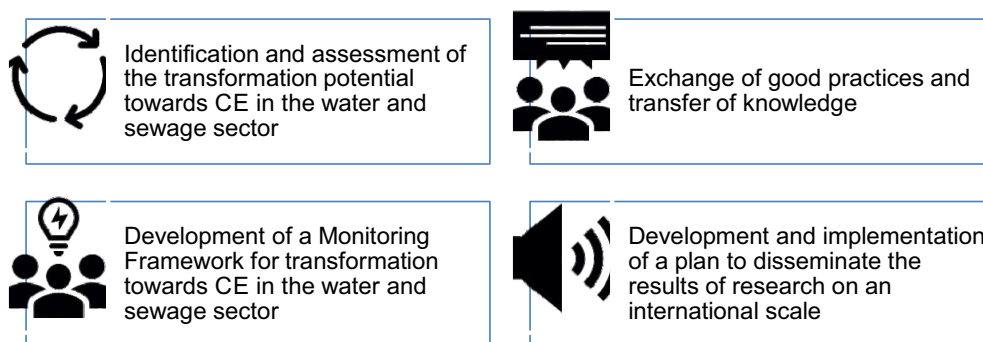 Identification and assessment of
the transformation potential
towards CE in the water and
sewage sector
Exchange of good practices and
transfer of knowledge
Development of a Monitoring
Framework for transformation
towards CE in the water and
sewage sector
Development and implementation
of a plan to disseminate the
results of research on an
international scale